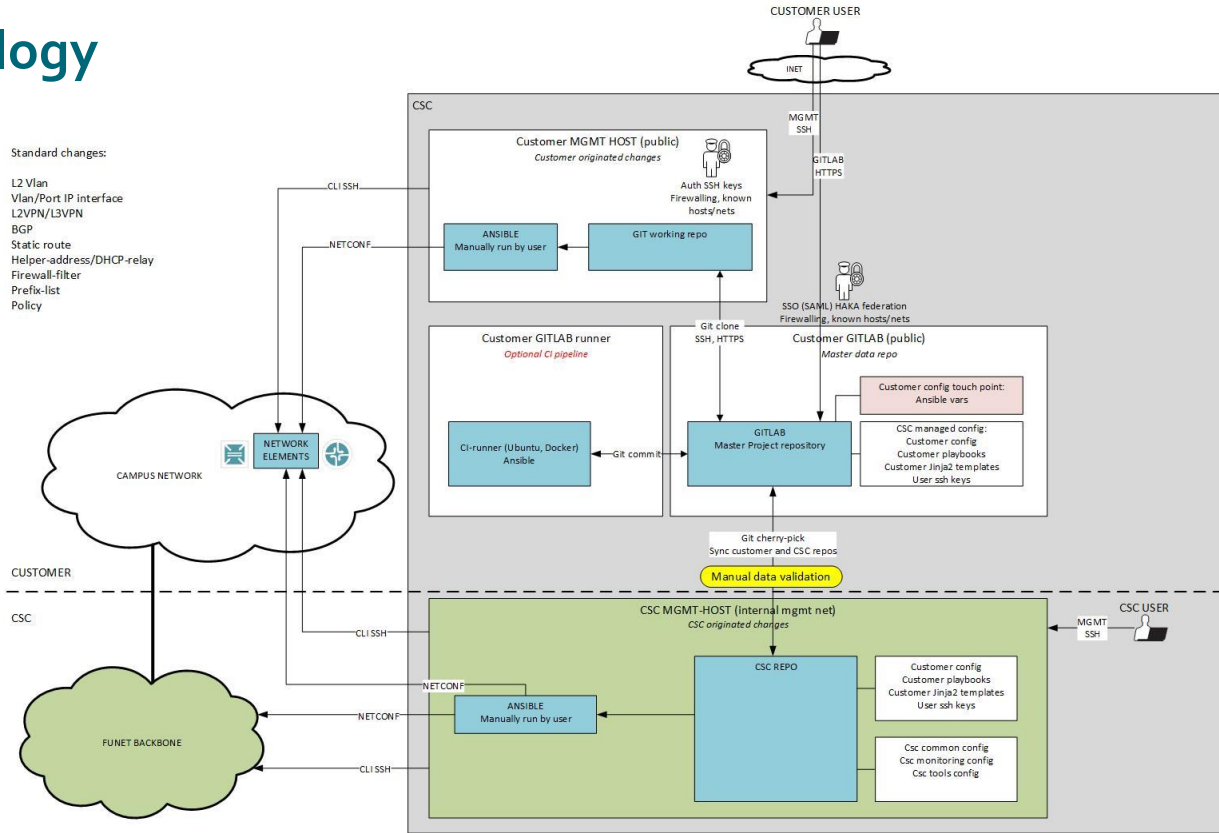 logy
CUSTOMER USER
INET
CSC
MGMT
SSH
GITLAB
HTTPS
Standard changes:
L2 Vlan
Vlan/Port IP interface
L2VPN/L3VPN
BGP
Static route
Helper-address/DHCP-relay
Firewall-filter
Prefix-list
Policy
Customer MGMT HOST (public)
Customer originated changes
Auth SSH keys
Firewalling, known
hosts/nets
CLI SSH
NETCONF
ANSIBLE
Manually run by user
GIT working repo
SSO (SAML) HAKA federation
Firewalling, known hosts/nets
Git clone
SSH, HTTPS
Customer GITLAB runner
Optional CI pipeline
Customer GITLAB (public)
Master data repo
Customer config touch point:
Ansible vars
CI-runner (Ubuntu, Docker)
Ansible
Git commit
GITLAB
Master Project repository
CSC managed config:
Customer config
Customer playbooks
Customer Jinja2 templates
User ssh keys
NETWORK
ELEMENTS
CAMPUS NETWORK
Git cherry-pick
Sync customer and CSC repos
Manual data validation
CUSTOMER
CSC
CSC MGMT-HOST (internal mgmt net)
CSC originated changes
CSC USER
MGMT
SSH
CLI SSH
CSC REPO
Customer config
Customer playbooks
Customer Jinja2 templates
User ssh keys
NETCONF
ANSIBLE
Manually run by user
NETCONF
FUNET BACKBONE
CLI SSH
Csc common config
Csc monitoring config
Csc tools config